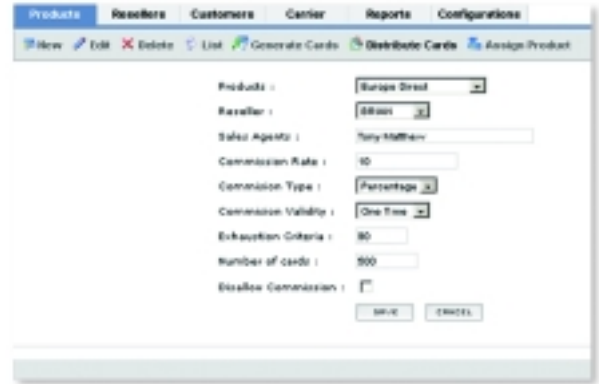 Products Resellers Customers Carrier Reports Configurations
New Edit Delete List Generate Cards Distribute Cards Assign Product
Products : Europe Direct
Reseller :
Sales Agents : Tony Matthew
Commission Rate : 10
Commision Type : Percentage
Commision Validity : One Time
Exhaustion Criteria : 80
Number of cards : 500
Disallow Commission :
SAVE CANCEL